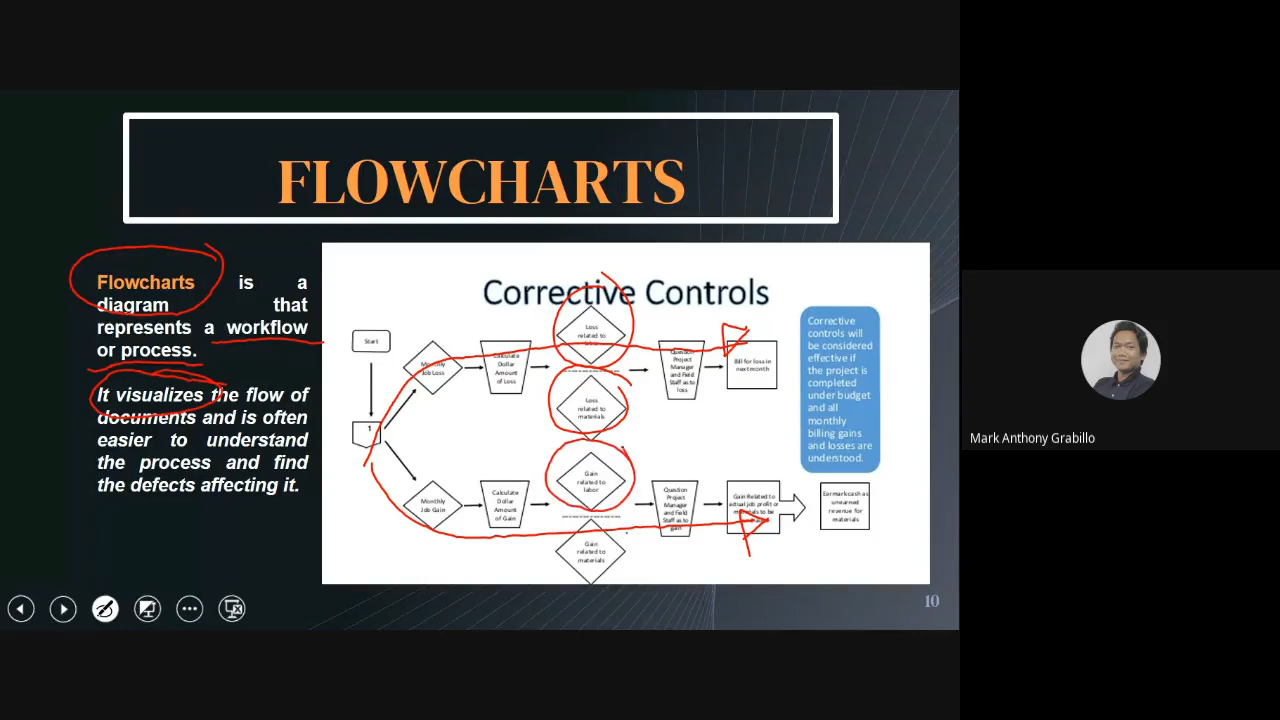 FLOWCHARTS
Flowcharts is a
diagram that
represents a workflow
or process.
It visualizes the flow of
documents and is often
easier to understand
the process and find
the defects affecting it.
Corrective Controls
Start
1
Monthly
Job Loss
Calculate
Dollar
Amount
of Loss
Loss
related to
Loss
related to
materials
Question
Project
Manager
and Field
Staff as to
loss
Bill for loss in
next month
Monthly
Job Gain
Calculate
Dollar
Amount
of Gain
Gain
related to
labor
Gain
related to
materials
Question
Project
Manager
and Field
Staff as to
gain
Gain Related to
actual job profit or
materials to be
Earmark cash as
unearned
revenue for
materials
Corrective
controls will
be considered
effective if
the project is
completed
under budget
and all
monthly
billing gains
and losses are
understood.
10
Mark Anthony Grabillo